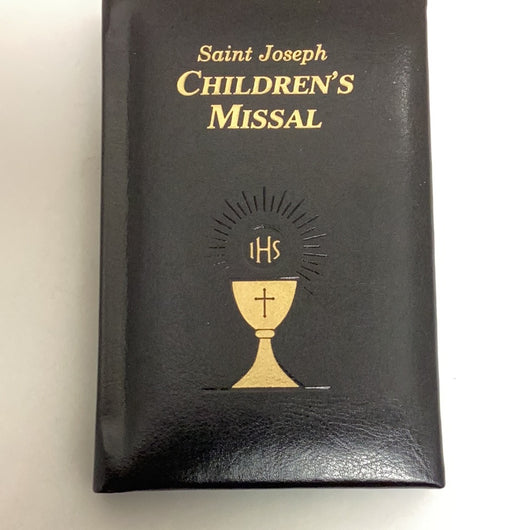 Saint Joseph
CHILDREN'S
MISSAL
IHS